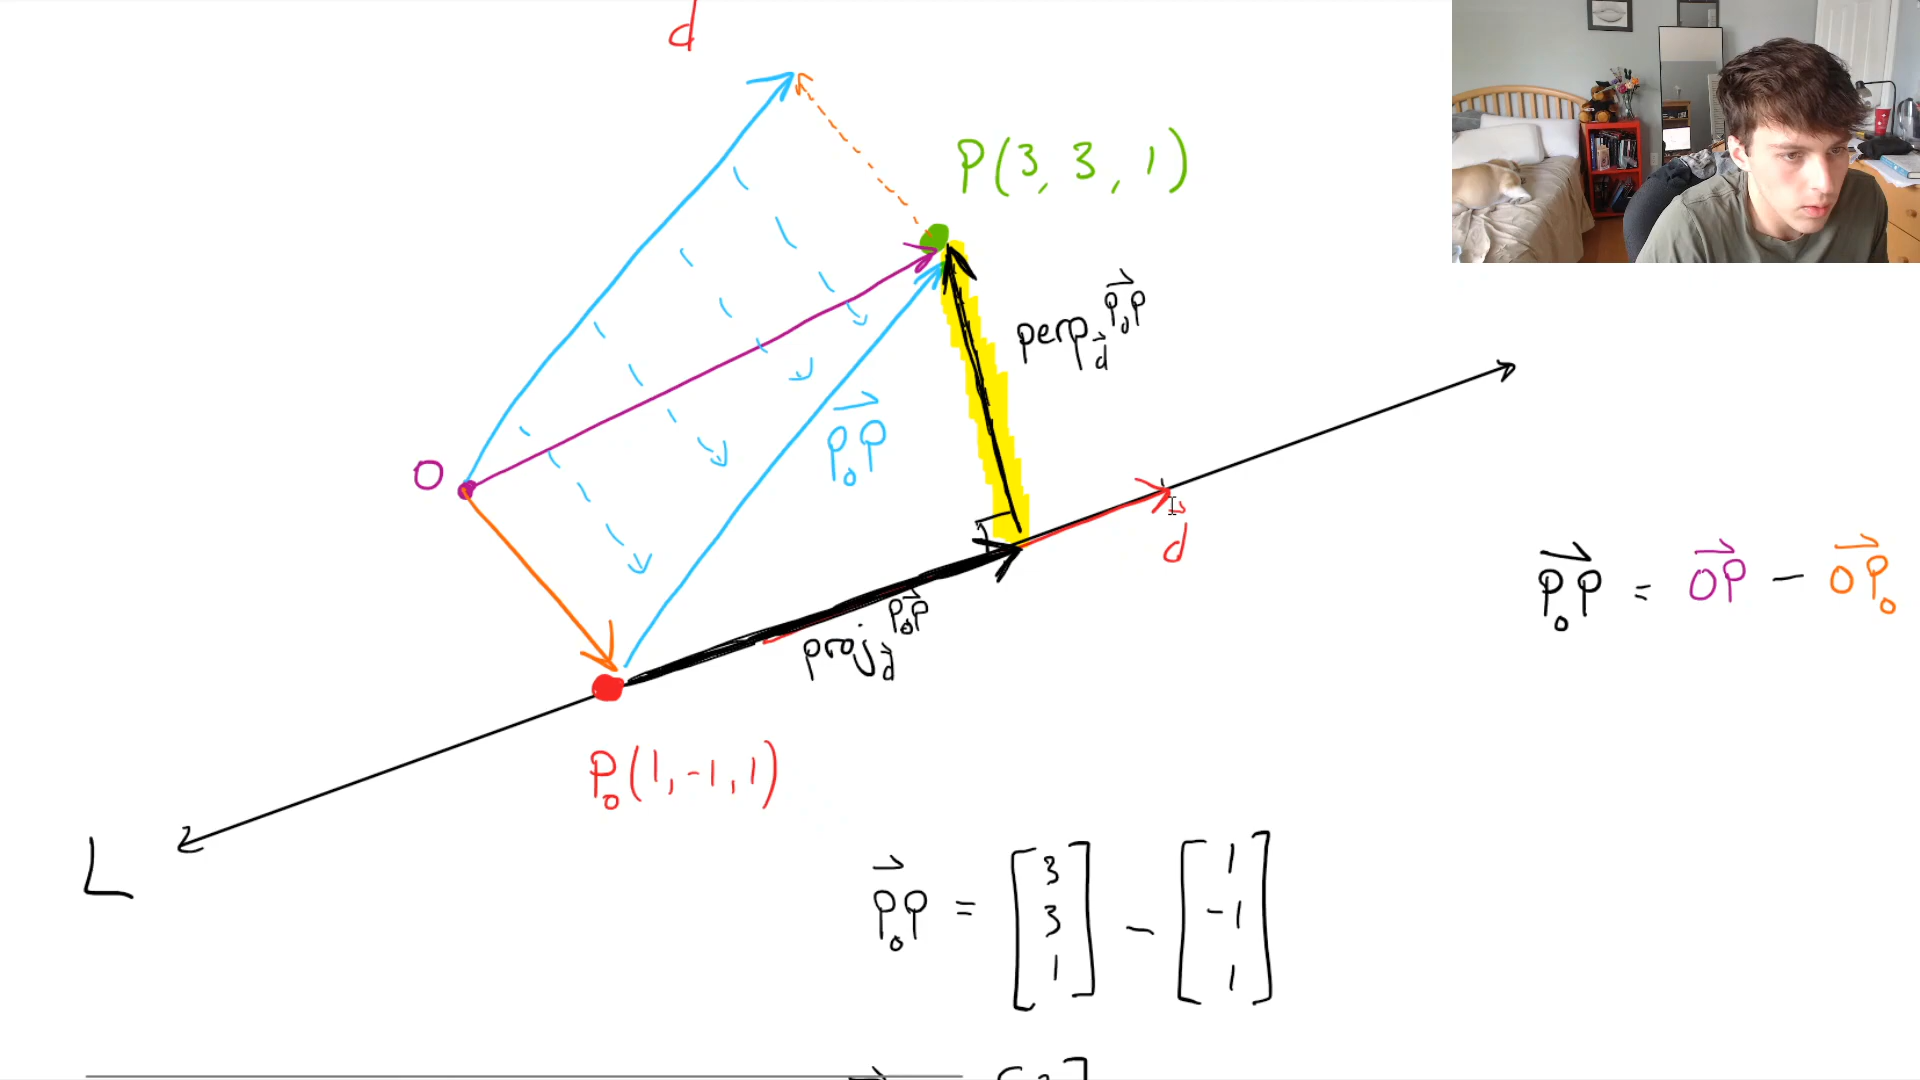 d
P(3, 3, 1)
perp_d⃗ P₀P⃗
O
P₀P⃗
d⃗
P₀P⃗ = OP⃗ - OP₀⃗
proj_d⃗ P₀P⃗
P₀(1, -1, 1)
L
P₀P⃗ = [3 3 1] - [1 -1 1]